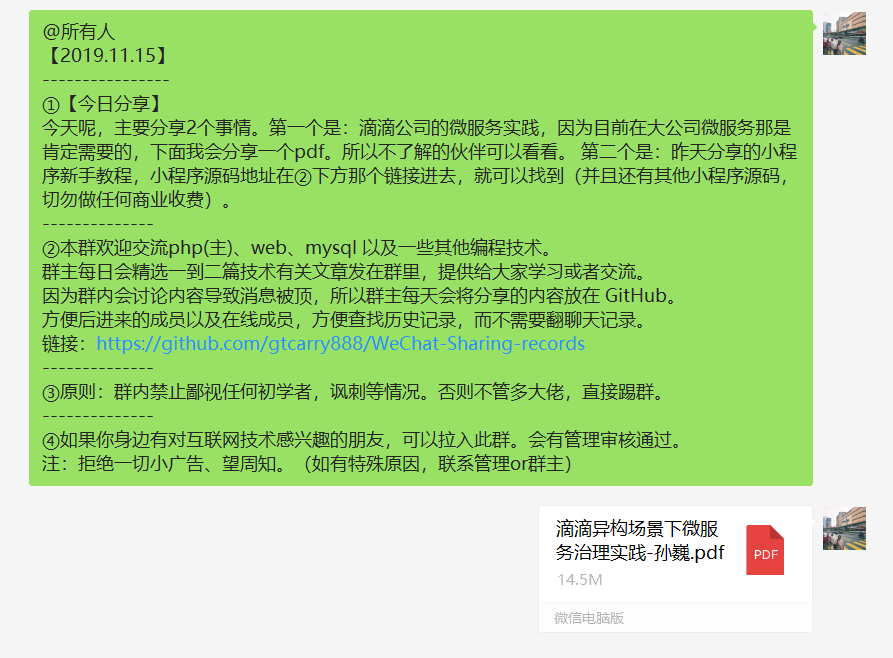 @所有人
【2019.11.15】
----------------
①【今日分享】
今天呢，主要分享2个事情。第一个是：滴滴公司的微服务实践，因为目前在大公司微服务那是
肯定需要的，下面我会分享一个pdf。所以不了解的伙伴可以看看。 第二个是：昨天分享的小程
序新手教程，小程序源码地址在②下方那个链接进去，就可以找到（并且还有其他小程序源码，
切勿做任何商业收费）。
--------------
②本群欢迎交流php(主)、web、mysql 以及一些其他编程技术。
群主每日会精选一到二篇技术有关文章发在群里，提供给大家学习或者交流。
因为群内会讨论内容导致消息被顶，所以群主每天会将分享的内容放在 GitHub。
方便后进来的成员以及在线成员，方便查找历史记录，而不需要翻聊天记录。
链接：https://github.com/gtcarry888/WeChat-Sharing-records
--------------
③原则：群内禁止鄙视任何初学者，讽刺等情况。否则不管多大佬，直接踢群。
--------------
④如果你身边有对互联网技术感兴趣的朋友，可以拉入此群。会有管理审核通过。
注：拒绝一切小广告、望周知。（如有特殊原因，联系管理or群主）
滴滴异构场景下微服
务治理实践-孙巍.pdf
PDF
14.5M
微信电脑版